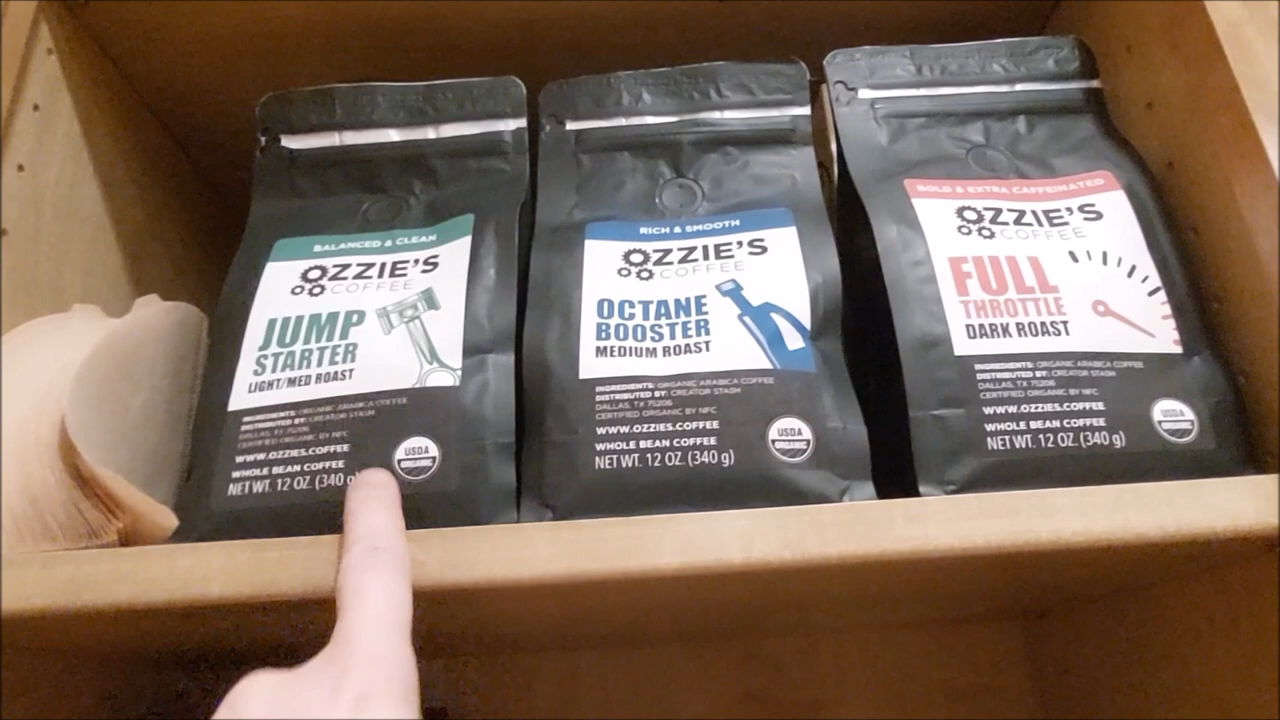 BALANCED & CLEAN
OZZIE'S
COFFEE
JUMP
STARTER
LIGHT/MED ROAST
INGREDIENTS: ORGANIC ARABICA COFFEE
DISTRIBUTED BY: CREATOR STASH
DALLAS, TX 75206
CERTIFIED ORGANIC BY NFC
WWW.OZZIES.COFFEE
WHOLE BEAN COFFEE
NET WT. 12 OZ. (340 g
USDA
ORGANIC
RICH & SMOOTH
OZZIE'S
COFFEE
OCTANE
BOOSTER
MEDIUM ROAST
INGREDIENTS: ORGANIC ARABICA COFFEE
DISTRIBUTED BY: CREATOR STASH
DALLAS, TX 75206
CERTIFIED ORGANIC BY NFC
WWW.OZZIES.COFFEE
WHOLE BEAN COFFEE
NET WT. 12 OZ. (340 g)
USDA
ORGANIC
BOLD & EXTRA CAFFEINATED
OZZIE'S
COFFEE
FULL
THROTTLE
DARK ROAST
INGREDIENTS: ORGANIC ARABICA COFFEE
DISTRIBUTED BY: CREATOR STASH
DALLAS, TX 75206
CERTIFIED ORGANIC BY NFC
WWW.OZZIES.COFFEE
WHOLE BEAN COFFEE
NET WT. 12 OZ. (340 g)
USDA
ORGANIC